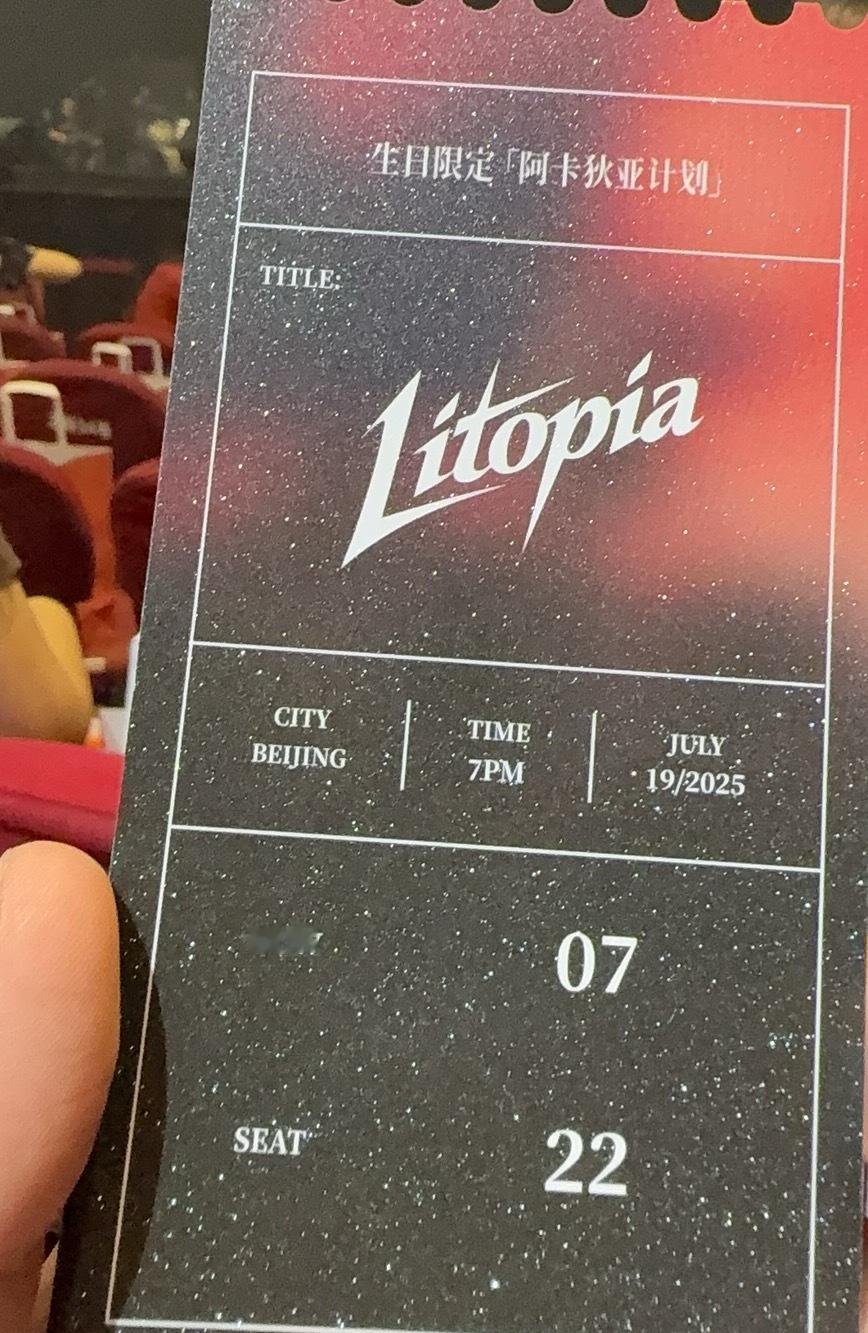 生日限定「阿卡狄亚计划」
TITLE:
Litopia
CITY
BEIJING
TIME
7PM
JULY
19/2025
07
SEAT
22